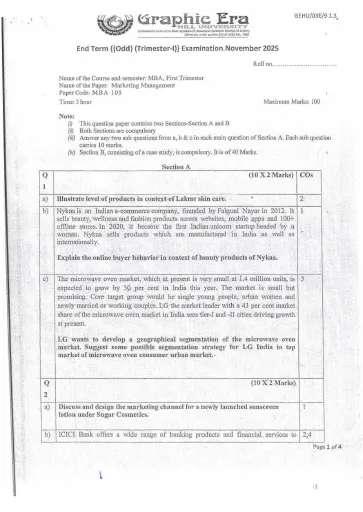 GEHU/03E/9.1.3
Graphic Era
HILL UNIVERSITY
End Term ((Odd) (Trimester-I)) Examination November 2025
Roll no.
Name of the Course and semester: MBA, First Trimester
Name of the Paper: Marketing Management
Paper Code: MBA 105
Time: 3 hour Maximum Marks: 100
Note:
(i) This question paper contains two Sections-Section A and B
(ii) Both Sections are compulsory
(iii) Answer any two sub questions from a, b & c in each main question of Section A. Each sub question
carries 10 marks.
(iv) Section B, consisting of a case study, is compulsory. It is of 40 Marks.
Section A
Q (10 X 2 Marks) COs
1
a) Illustrate level of products in context of Lakme skin care. 2
b) Nykaa is an Indian e-commerce company, founded by Falguni Nayar in 2012. It 1
sells beauty, wellness and fashion products across websites, mobile apps and 100+
offline stores. In 2020, it became the first Indian unicorn startup headed by a
woman. Nykaa sells products which are manufactured in India as well as
internationally.
Explain the online buyer behavior in context of beauty products of Nykaa.
c) The microwave oven market, which at present is very small at 1.4 million units, is 3
expected to grow by 50 per cent in India this year. The market is small but
promising. Core target group would be single young people, urban women and
newly married or working couples. LG the market leader with a 41 per cent market
share of the microwave oven market in India sees tier-I and -II cities driving growth
at present.
LG wants to develop a geographical segmentation of the microwave oven
market. Suggest some possible segmentation strategy for LG India to tap
market of microwave oven consumer urban market.-
Q (10 X 2 Marks)
2
a) Discuss and design the marketing channel for a newly launched sunscreen 1
lotion under Sugar Cosmetics.
b) ICICI Bank offers a wide range of banking products and financial services to 2,4
Page 1 of 4